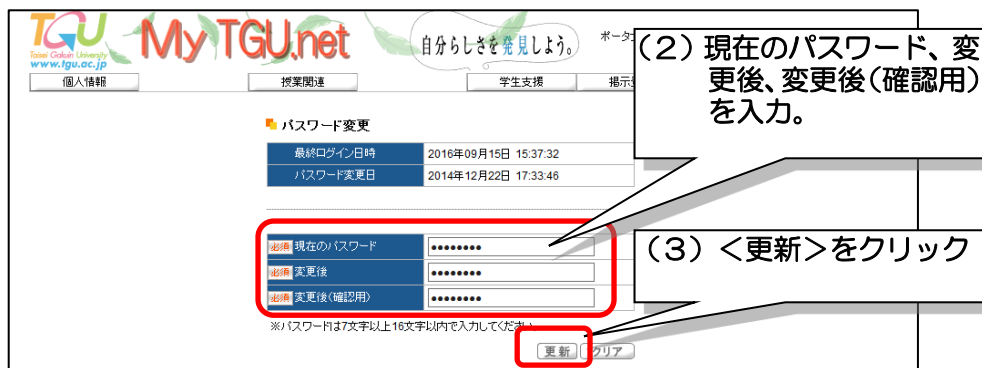 TGU
Taisei Gakuin University
www.tgu.ac.jp
My TGU.net
自分らしさを発見しよう。
ポータ
個人情報
授業関連
学生支援
掲示
(2)現在のパスワード、変
更後、変更後(確認用)
を入力。
パスワード変更
最終ログイン日時 2016年09月15日 15:37:32
パスワード変更日 2014年12月22日 17:33:46
必須 現在のパスワード ••••••••
必須 変更後 ••••••••
必須 変更後(確認用) ••••••••
(3)<更新>をクリック
※パスワードは7文字以上16文字以内で入力してください
更新
クリア